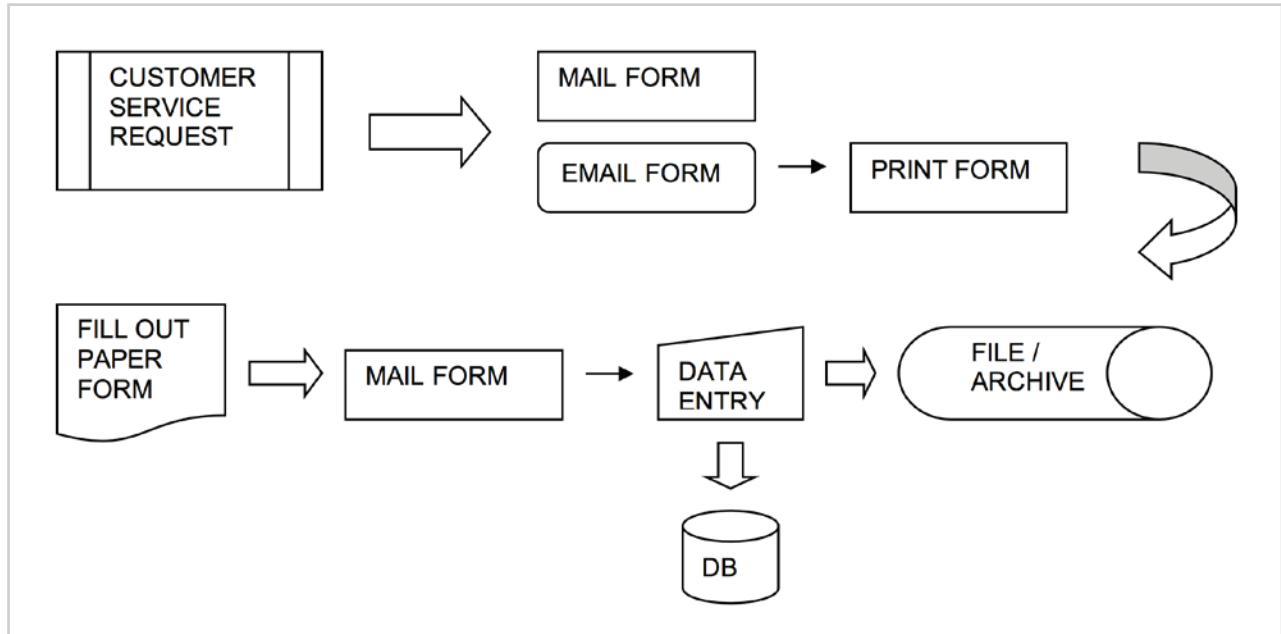 CUSTOMER
SERVICE
REQUEST
MAIL FORM
EMAIL FORM
PRINT FORM
FILL OUT
PAPER
FORM
MAIL FORM
DATA
ENTRY
FILE /
ARCHIVE
DB